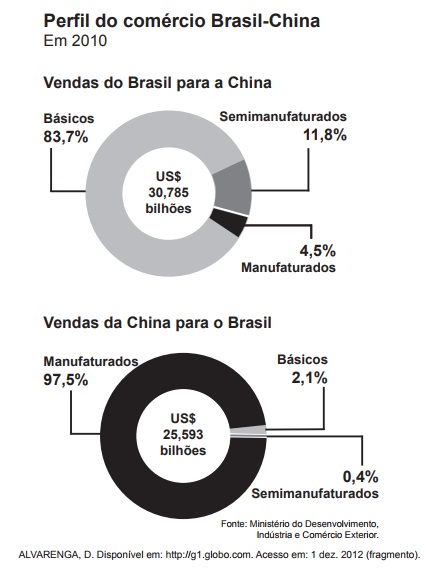 Perfil do comércio Brasil-China
Em 2010
Vendas do Brasil para a China
Básicos
83,7%
Semimanufaturados
11,8%
US$
30,785
bilhões
4,5%
Manufaturados
Vendas da China para o Brasil
Manufaturados
97,5%
Básicos
2,1%
US$
25,593
bilhões
0,4%
Semimanufaturados
Fonte: Ministério do Desenvolvimento,
Indústria e Comércio Exterior.
ALVARENGA, D. Disponível em: http://g1.globo.com. Acesso em: 1 dez. 2012 (fragmento).